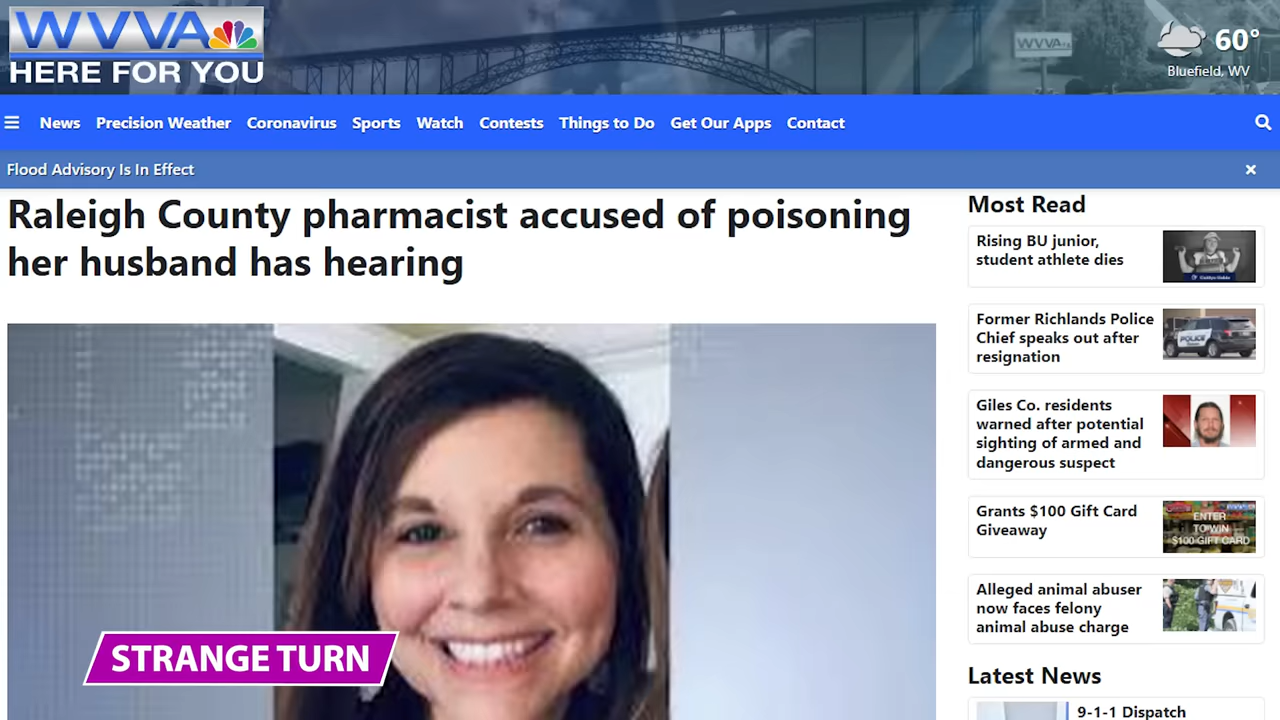 WVVA
HERE FOR YOU
WVVA
60°
Bluefield, WV
News Precision Weather Coronavirus Sports Watch Contests Things to Do Get Our Apps Contact
Flood Advisory Is In Effect
Raleigh County pharmacist accused of poisoning
her husband has hearing
STRANGE TURN
Most Read
Rising BU junior,
student athlete dies
Former Richlands Police
Chief speaks out after
resignation
POLICE
Giles Co. residents
warned after potential
sighting of armed and
dangerous suspect
Grants $100 Gift Card
Giveaway
ENTER
TO WIN
$100 GIFT CARD
Alleged animal abuser
now faces felony
animal abuse charge
Latest News
9-1-1 Dispatch